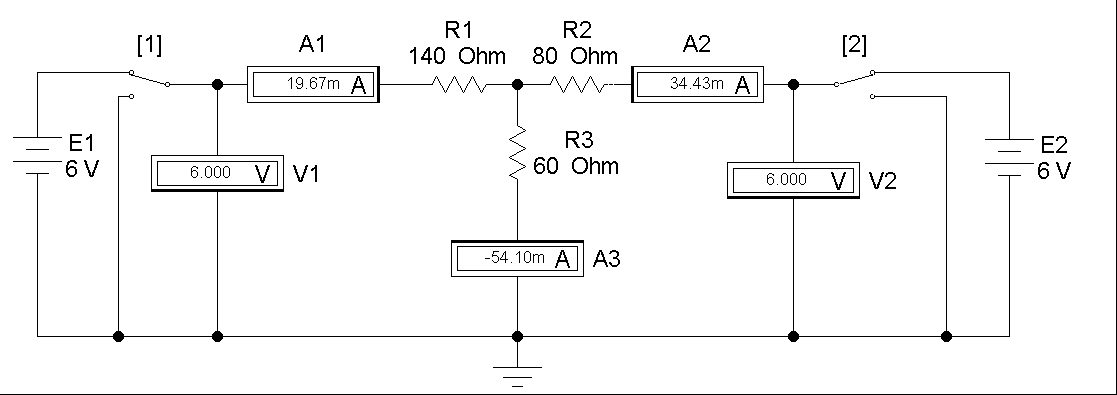 [1]
A1
R1
140 Ohm
R2
80 Ohm
A2
[2]
19.67m A
34.43m A
E1
6 V
R3
60 Ohm
E2
6 V
6.000 V
V1
6.000 V
V2
-54.10m A
A3